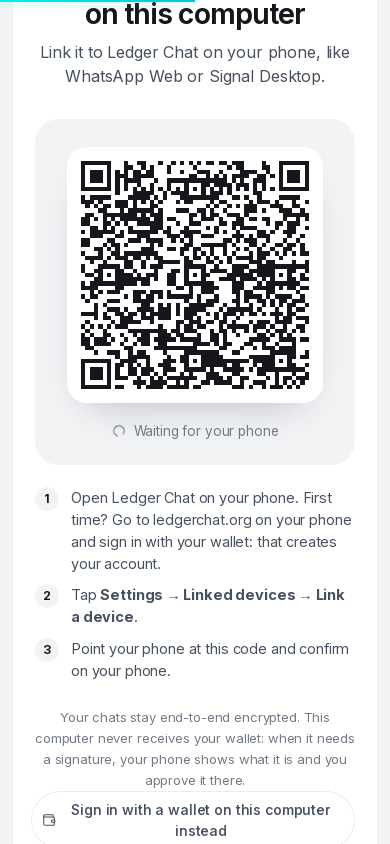 on this computer
Link it to Ledger Chat on your phone, like
WhatsApp Web or Signal Desktop.
Waiting for your phone
1 Open Ledger Chat on your phone. First
time? Go to ledgerchat.org on your phone
and sign in with your wallet: that creates
your account.
2 Tap Settings → Linked devices → Link
a device.
3 Point your phone at this code and confirm
on your phone.
Your chats stay end-to-end encrypted. This
computer never receives your wallet: when it needs
a signature, your phone shows what it is and you
approve it there.
Sign in with a wallet on this computer
instead